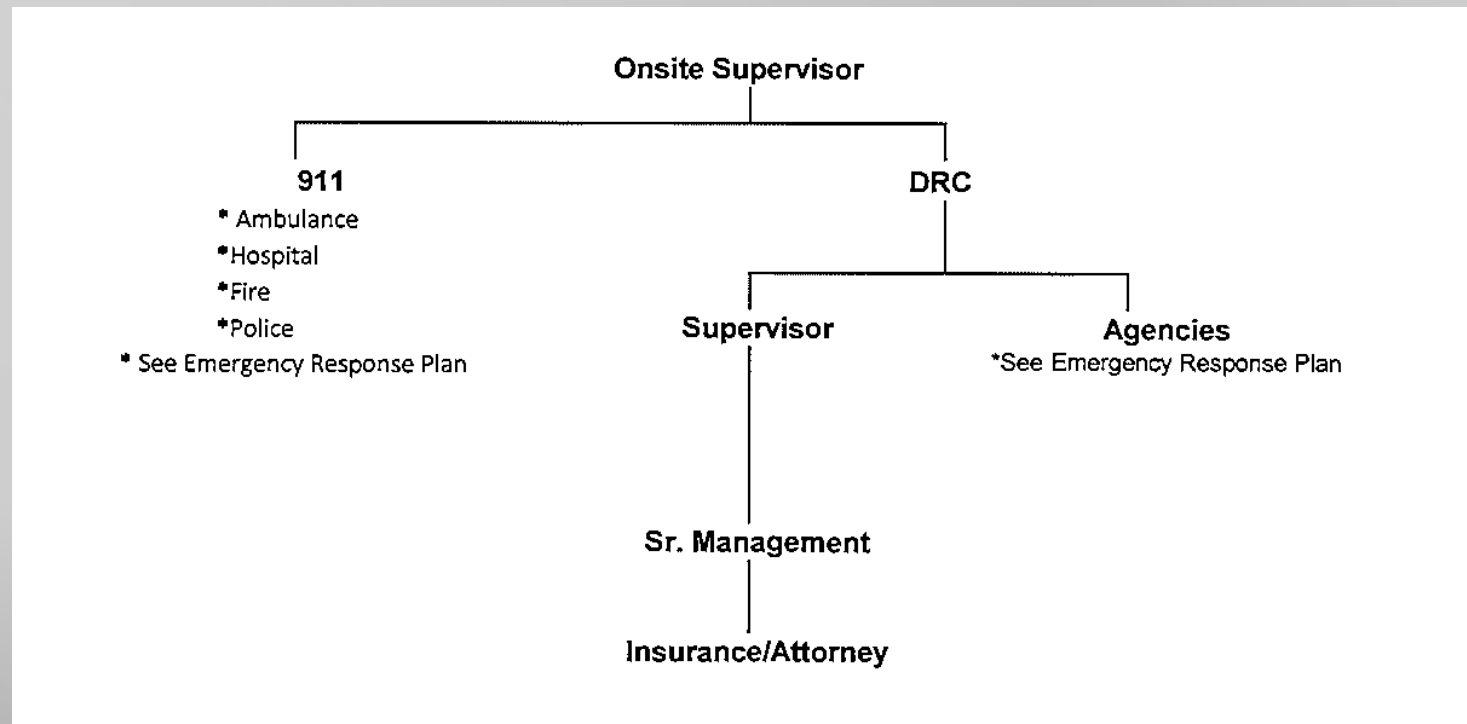 Onsite Supervisor
911
* Ambulance
*Hospital
*Fire
*Police
* See Emergency Response Plan
DRC
Supervisor
Agencies
*See Emergency Response Plan
Sr. Management
Insurance/Attorney